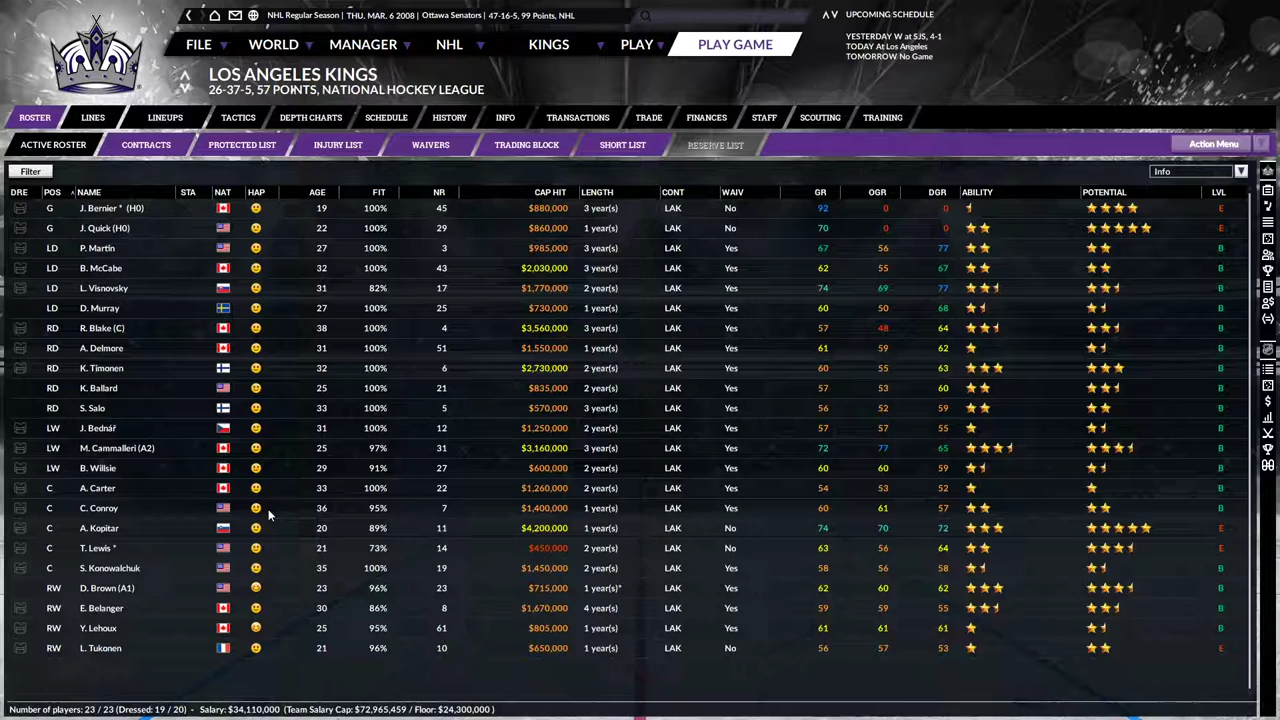 NHL Regular Season | THU. MAR. 6 2008 | Ottawa Senators | 47-16-5, 99 Points, NHL
UPCOMING SCHEDULE
YESTERDAY W at SJS, 4-1
TODAY At Los Angeles
TOMORROW No Game
FILE WORLD MANAGER NHL KINGS PLAY PLAY GAME
LOS ANGELES KINGS
26-37-5, 57 POINTS, NATIONAL HOCKEY LEAGUE
ROSTER LINES LINEUPS TACTICS DEPTH CHARTS SCHEDULE HISTORY INFO TRANSACTIONS TRADE FINANCES STAFF SCOUTING TRAINING
ACTIVE ROSTER CONTRACTS PROTECTED LIST INJURY LIST WAIVERS TRADING BLOCK SHORT LIST RESERVE LIST Action Menu
Filter Info
DRE POS NAME STA NAT HAP AGE FIT NR CAP HIT LENGTH CONT WAIV GR OGR DGR ABILITY POTENTIAL LVL
G J. Bernier * (H0) 19 100% 45 $880,000 3 year(s) LAK No 92 0 0 E
G J. Quick (H0) 22 100% 29 $860,000 1 year(s) LAK No 70 0 0 E
LD P. Martin 27 100% 3 $985,000 3 year(s) LAK Yes 67 56 77 B
LD B. McCabe 32 100% 43 $2,030,000 3 year(s) LAK Yes 62 55 67 B
LD L. Visnovsky 31 82% 17 $1,770,000 2 year(s) LAK Yes 74 69 77 B
LD D. Murray 27 100% 25 $730,000 1 year(s) LAK Yes 60 50 68 B
RD R. Blake (C) 38 100% 4 $3,560,000 3 year(s) LAK Yes 57 48 64 B
RD A. Delmore 31 100% 51 $1,550,000 1 year(s) LAK Yes 61 59 62 B
RD K. Timonen 32 100% 6 $2,730,000 2 year(s) LAK Yes 60 55 63 B
RD K. Ballard 25 100% 21 $835,000 1 year(s) LAK Yes 57 53 60 B
RD S. Salo 33 100% 5 $570,000 3 year(s) LAK Yes 56 52 59 B
LW J. Bednář 31 100% 12 $1,250,000 2 year(s) LAK Yes 57 57 55 B
LW M. Cammalleri (A2) 25 97% 31 $3,160,000 3 year(s) LAK Yes 72 77 65 B
LW B. Willsie 29 91% 27 $600,000 2 year(s) LAK Yes 60 60 59 B
C A. Carter 33 100% 22 $1,260,000 2 year(s) LAK Yes 54 53 52 B
C C. Conroy 36 95% 7 $1,400,000 1 year(s) LAK Yes 60 61 57 B
C A. Kopitar 20 89% 11 $4,200,000 1 year(s) LAK No 74 70 72 E
C T. Lewis * 21 73% 14 $450,000 2 year(s) LAK No 63 56 64 E
C S. Konowalchuk 35 100% 19 $1,450,000 2 year(s) LAK Yes 58 56 58 B
RW D. Brown (A1) 23 96% 23 $715,000 1 year(s)* LAK Yes 62 60 62 B
RW E. Belanger 30 86% 8 $1,670,000 4 year(s) LAK Yes 59 59 55 B
RW Y. Lehoux 25 95% 61 $805,000 1 year(s) LAK Yes 61 61 61 B
RW L. Tukonen 21 96% 10 $650,000 1 year(s) LAK No 56 57 53 E
Number of players: 23 / 23 (Dressed: 19 / 20) - Salary: $34,110,000 (Team Salary Cap: $72,965,459 / Floor: $24,300,000 )